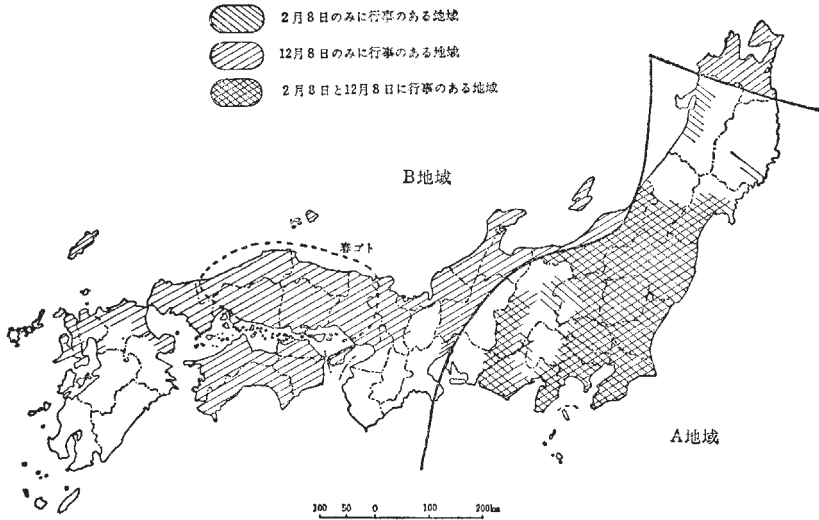 2月8日のみに行事のある地域
12月8日のみに行事のある地域
2月8日と12月8日に行事のある地域
B地域
春ゴト
A地域
100 50 0 100 200km